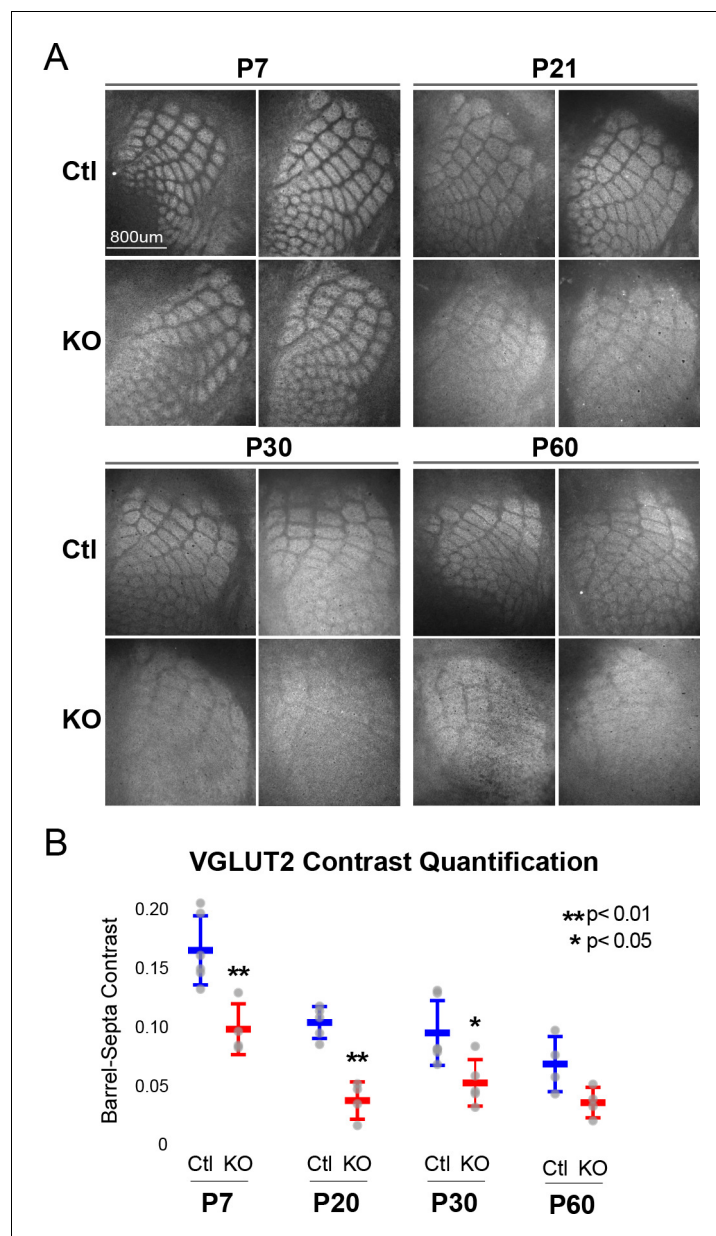 A
P7 P21
Ctl
800um
KO
P30 P60
Ctl
KO
B
VGLUT2 Contrast Quantification
Barrel-Septa Contrast
0.20
0.15
0.10
0.05
0
** p< 0.01
* p< 0.05
**
**
*
Ctl KO Ctl KO Ctl KO Ctl KO
P7 P20 P30 P60